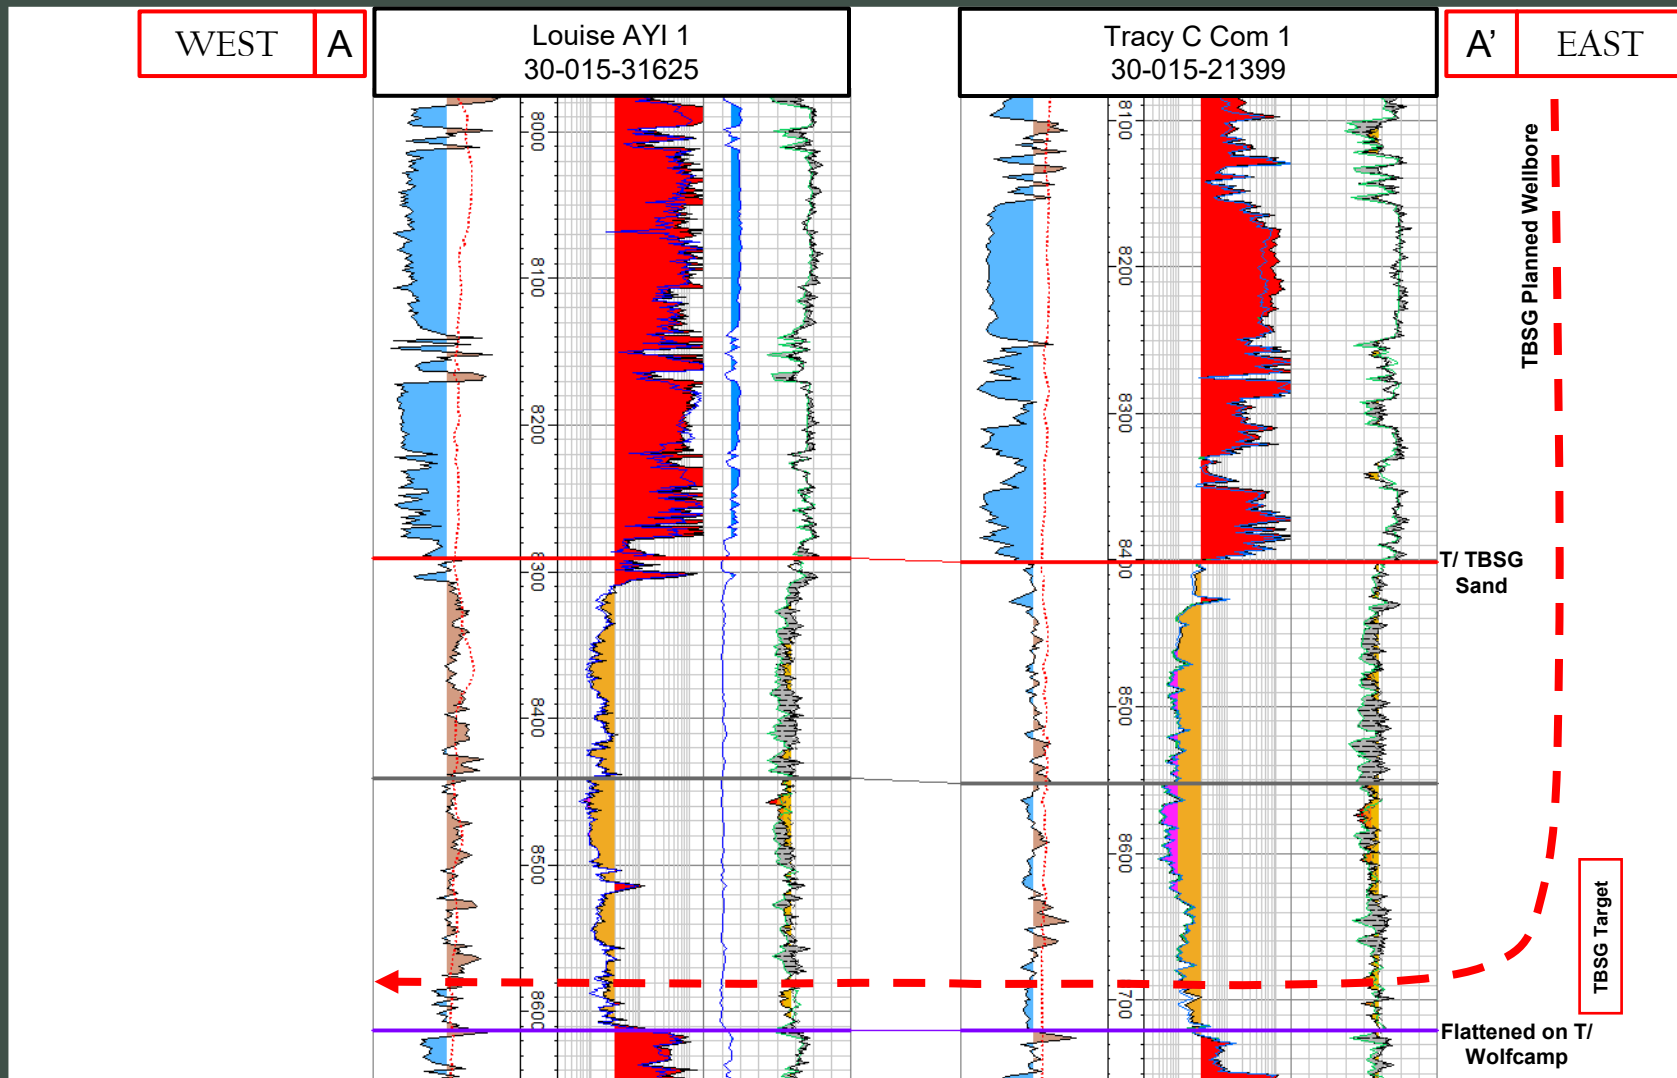 WEST
A
Louise AYI 1
30-015-31625
Tracy C Com 1
30-015-21399
A'
EAST
8000
8100
8200
8300
8400
8500
8600
8100
8200
8300
8400
8500
8600
8700
TBSG Planned Wellbore
T/ TBSG
Sand
TBSG Target
Flattened on T/
Wolfcamp